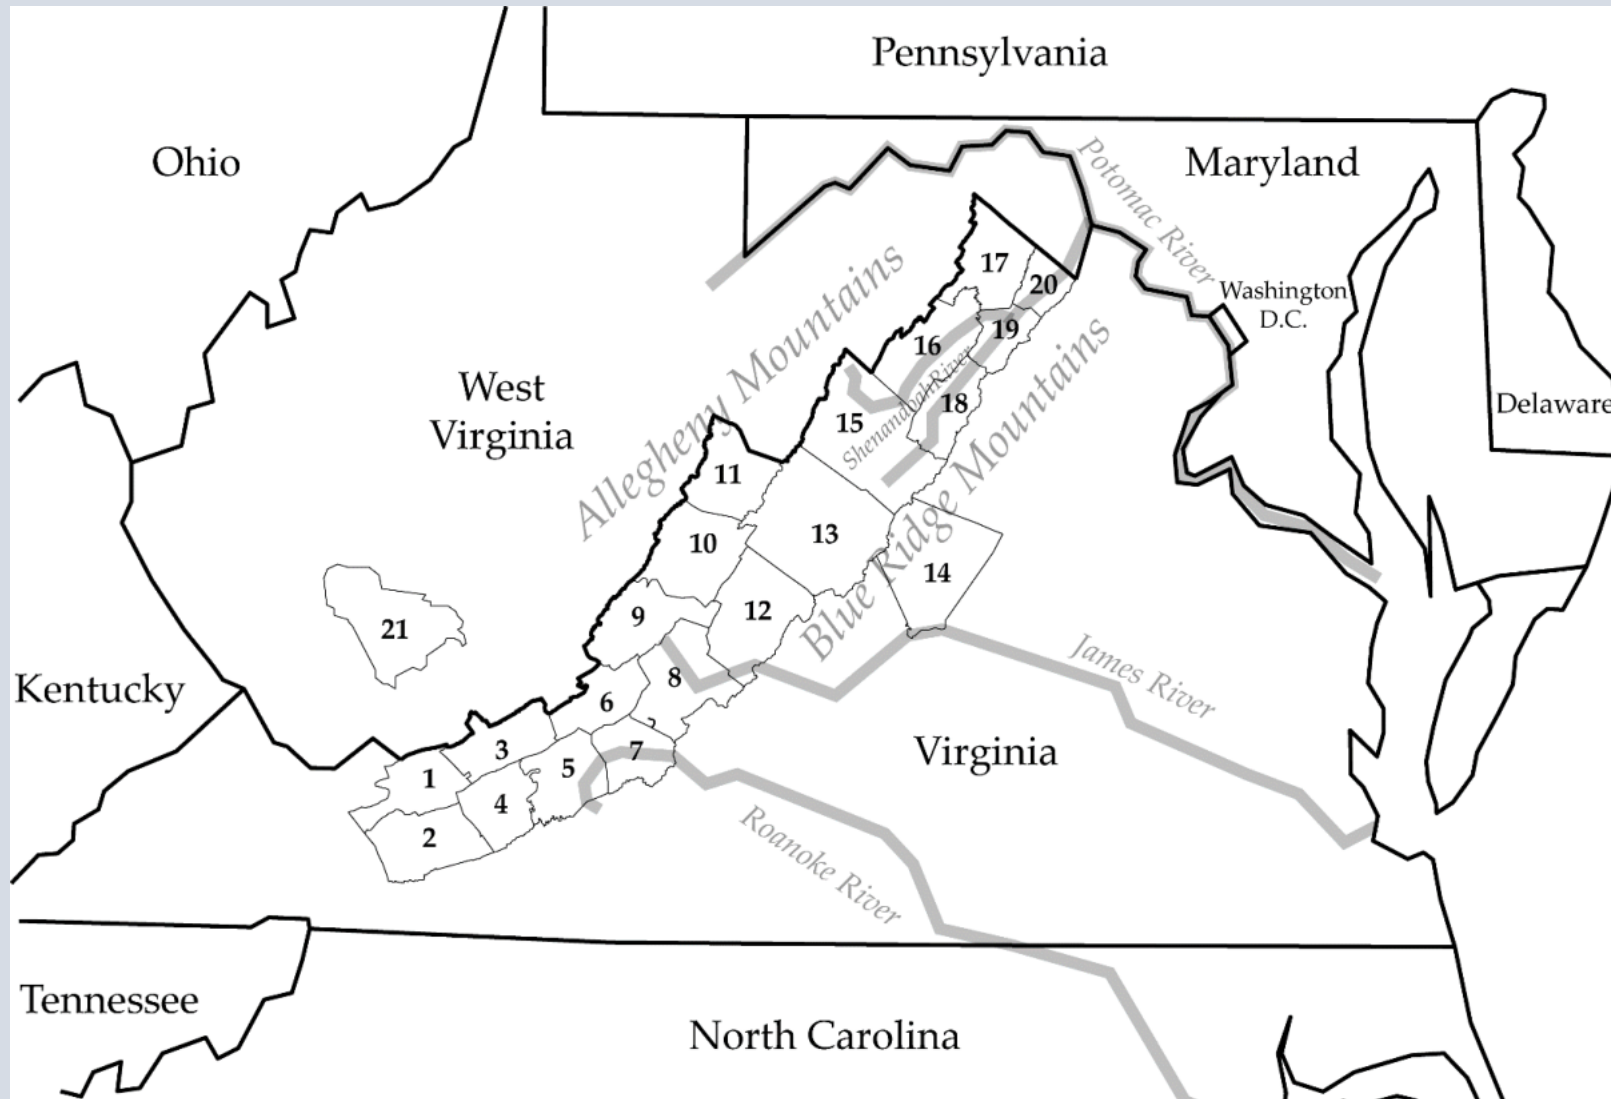 Pennsylvania
Ohio
Maryland
Potomac River
Washington
D.C.
West
Virginia
Allegheny Mountains
Delaware
17
20
19
16
Shenandoah River
18
15
Blue Ridge Mountains
11
13
10
14
12
9
21
James River
Kentucky
8
6
2
3
7
5
Virginia
1
4
2
Roanoke River
Tennessee
North Carolina